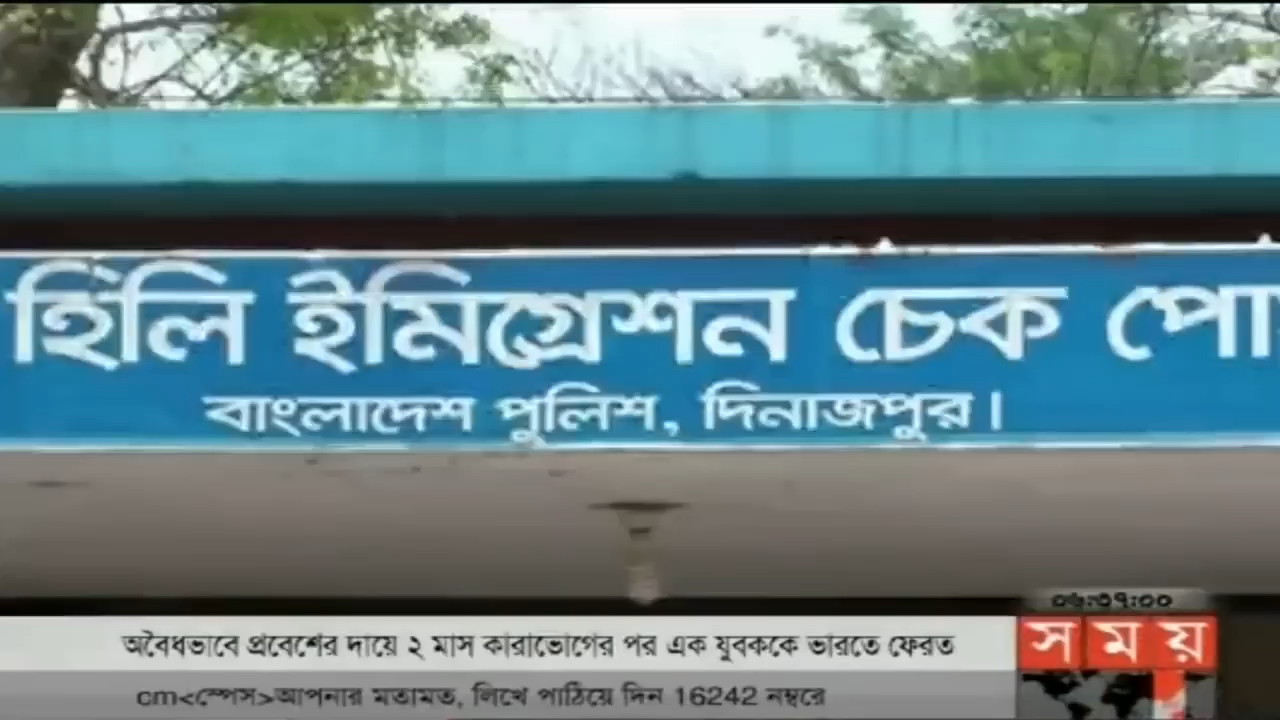 হিলি ইমিগ্রেশন চেক পো
বাংলাদেশ পুলিশ, দিনাজপুর।
০৬:৩৭:০০
সময়
অবৈধভাবে প্রবেশের দায়ে ২ মাস কারাভোগের পর এক যুবককে ভারতে ফেরত
cm<স্পেস>আপনার মতামত, লিখে পাঠিয়ে দিন 16242 নম্বরে